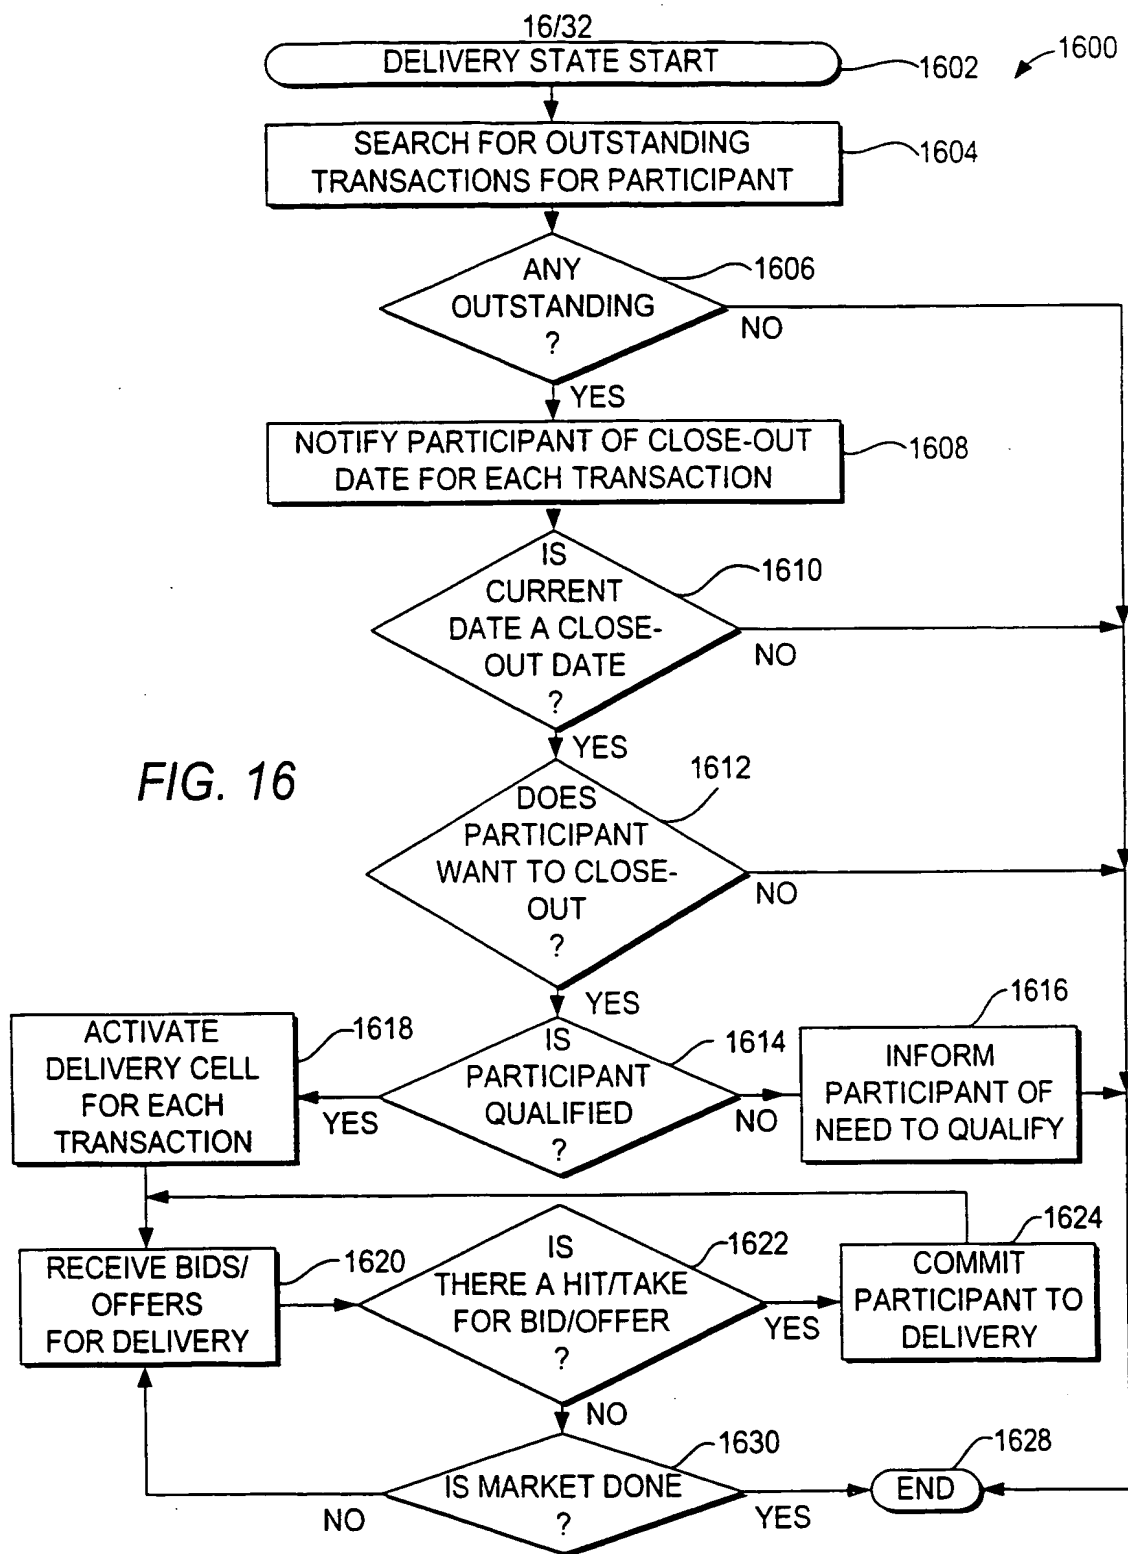 16/32
DELIVERY STATE START
1602
1600
SEARCH FOR OUTSTANDING
TRANSACTIONS FOR PARTICIPANT
1604
ANY
OUTSTANDING
?
1606
NO
YES
NOTIFY PARTICIPANT OF CLOSE-OUT
DATE FOR EACH TRANSACTION
1608
IS
CURRENT
DATE A CLOSE-
OUT DATE
?
1610
NO
YES
FIG. 16
DOES
PARTICIPANT
WANT TO CLOSE-
OUT
?
1612
NO
YES
ACTIVATE
DELIVERY CELL
FOR EACH
TRANSACTION
1618
YES
IS
PARTICIPANT
QUALIFIED
?
1614
NO
INFORM
PARTICIPANT OF
NEED TO QUALIFY
1616
RECEIVE BIDS/
OFFERS
FOR DELIVERY
1620
IS
THERE A HIT/TAKE
FOR BID/OFFER
?
1622
YES
COMMIT
PARTICIPANT TO
DELIVERY
1624
NO
IS MARKET DONE
?
1630
NO
YES
END
1628